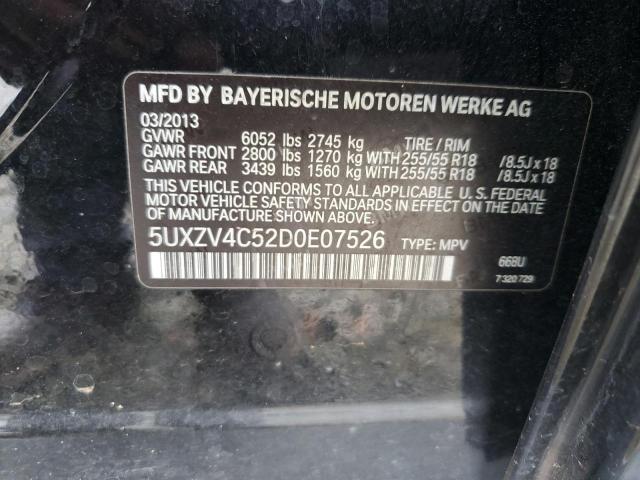 MFD BY BAYERISCHE MOTOREN WERKE AG
03/2013
GVWR 6052 lbs 2745 kg TIRE / RIM
GAWR FRONT 2800 lbs 1270 kg WITH 255/55 R18 /8.5J x 18
GAWR REAR 3439 lbs 1560 kg WITH 255/55 R18 /8.5J x 18
THIS VEHICLE CONFORMS TO ALL APPLICABLE U. S. FEDERAL
MOTOR VEHICLE SAFETY STANDARDS IN EFFECT ON THE DATE OF
MANUFACTURE SHOWN ABOVE.
5UXZV4C52D0E07526 TYPE: MPV
668U
7 320 729